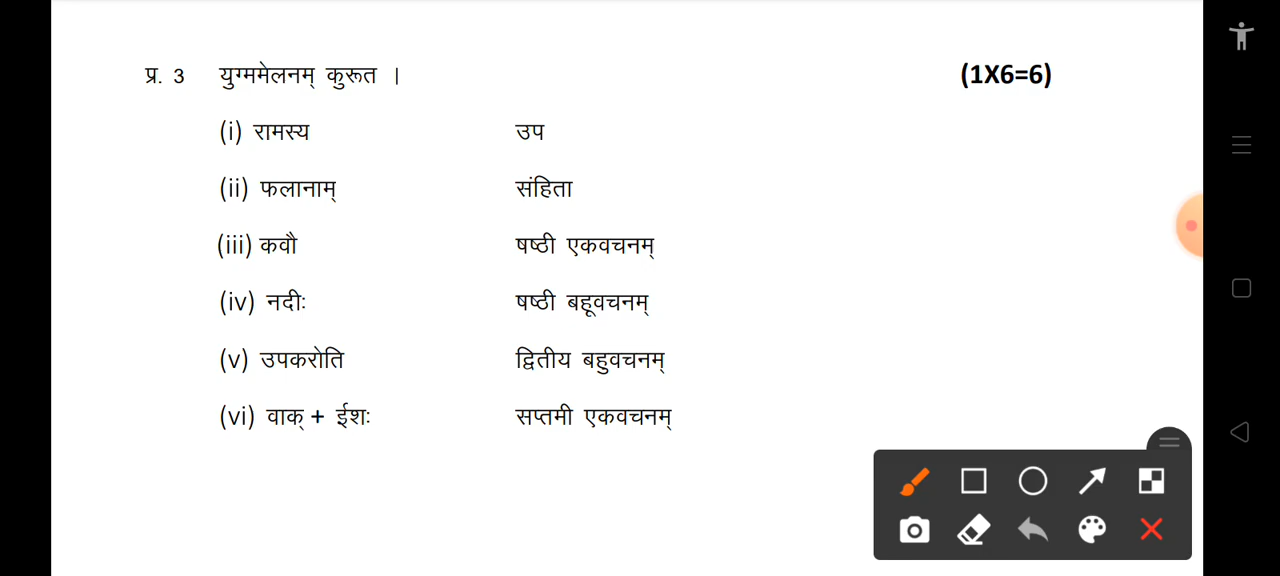 प्र. 3 युग्ममेलनम् कुरूत । (1X6=6)
(i) रामस्य उप
(ii) फलानाम् संहिता
(iii) कवौ षष्ठी एकवचनम्
(iv) नदीः षष्ठी बहूवचनम्
(v) उपकरोति द्वितीय बहुवचनम्
(vi) वाक् + ईशः सप्तमी एकवचनम्